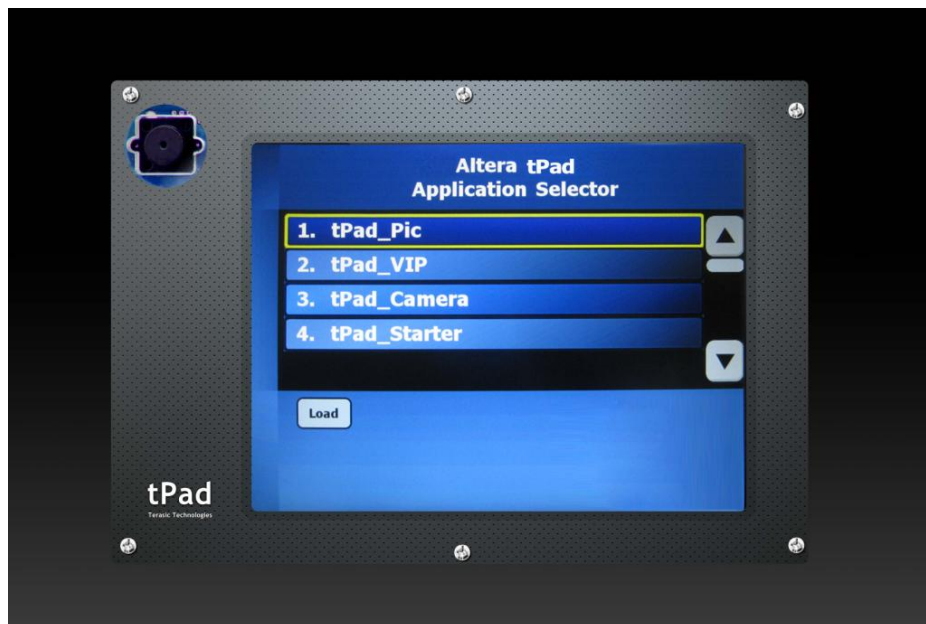 Altera tPad
Application Selector
1. tPad_Pic
2. tPad_VIP
3. tPad_Camera
4. tPad_Starter
Load
tPad
Terasic Technologies